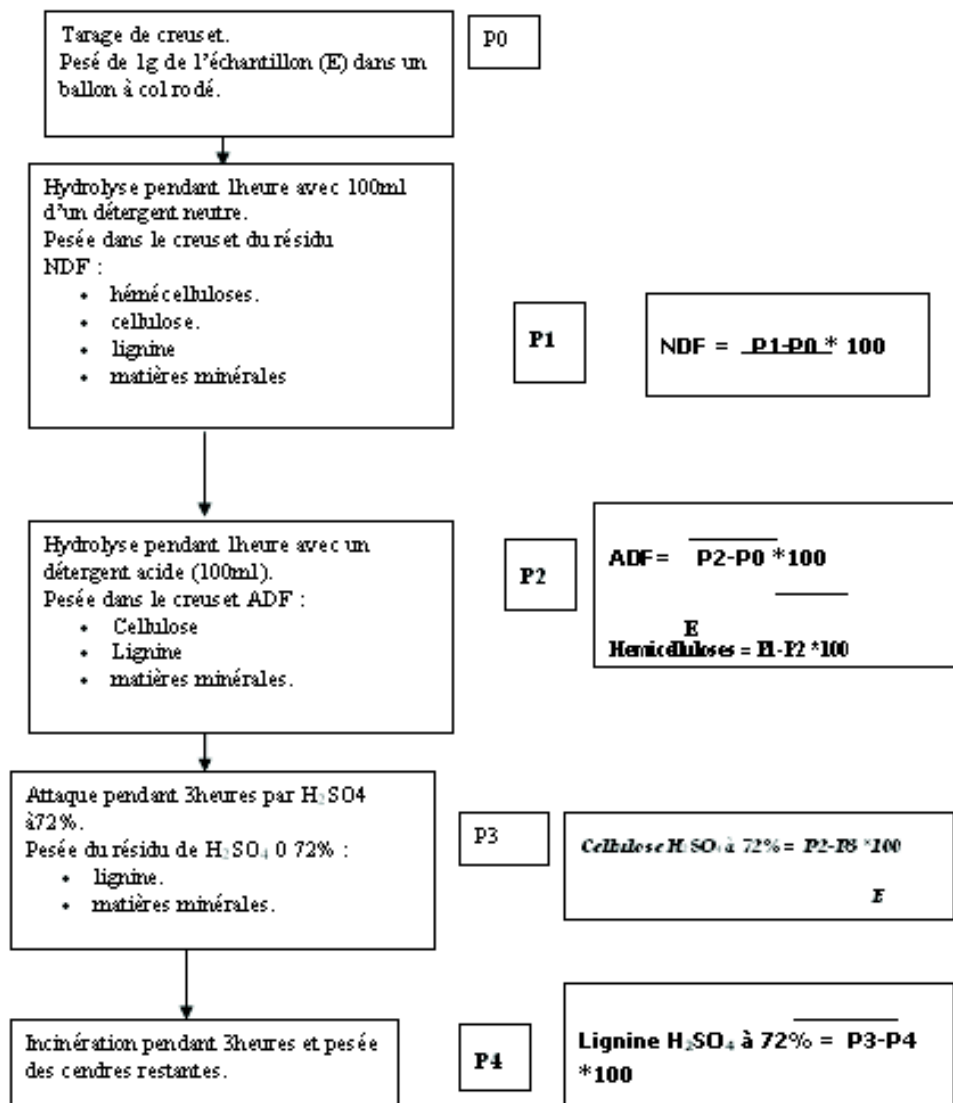 Tarage de creuset.
Pesé de 1g de l'échantillon (E) dans un
ballon à col rodé.
P0
Hydrolyse pendant 1heure avec 100ml
d'un détergent neutre.
Pesée dans le creuset du résidu
NDF :
• hémécelluloses.
• cellulose.
• lignine
• matières minérales
P1
NDF = P1-P0 * 100
Hydrolyse pendant 1heure avec un
détergent acide (100ml).
Pesée dans le creuset ADF :
• Cellulose
• Lignine
• matières minérales.
P2
ADF= P2-P0 *100
E
Hemicelluloses = P1-P2 *100
Attaque pendant 3heures par H2SO4
à72%.
Pesée du résidu de H2SO4 0 72% :
• lignine.
• matières minérales.
P3
Cellulose H2SO4 à 72% = P2-P3 *100
E
Incinération pendant 3heures et pesée
des cendres restantes.
P4
Lignine H2SO4 à 72% = P3-P4
*100